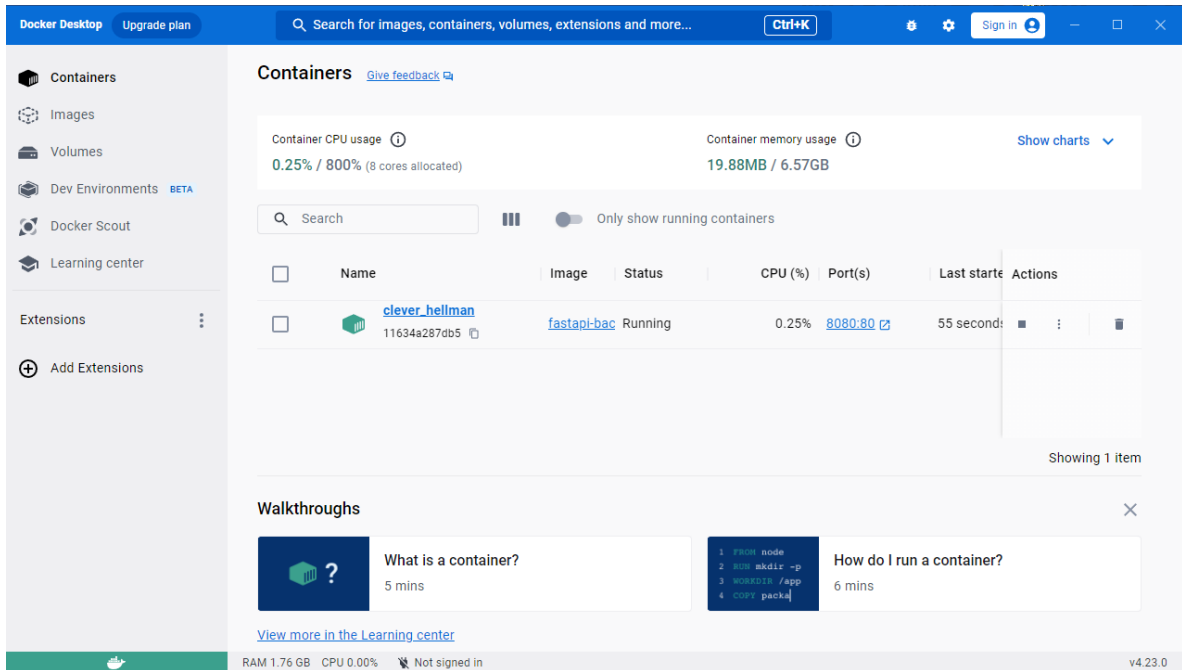 Docker Desktop Upgrade plan Search for images, containers, volumes, extensions and more... Ctrl+K Sign in
Containers
Images
Volumes
Dev Environments BETA
Docker Scout
Learning center
Extensions
Add Extensions
Containers Give feedback
Container CPU usage
0.25% / 800% (8 cores allocated)
Container memory usage
19.88MB / 6.57GB
Show charts
Search Only show running containers
Name Image Status CPU (%) Port(s) Last starte Actions
clever_hellman
11634a287db5
fastapi-bac Running 0.25% 8080:80 55 second
Showing 1 item
Walkthroughs
What is a container?
5 mins
1 FROM node
2 RUN mkdir -p
3 WORKDIR /app
4 COPY packa
How do I run a container?
6 mins
View more in the Learning center
RAM 1.76 GB CPU 0.00% Not signed in v4.23.0